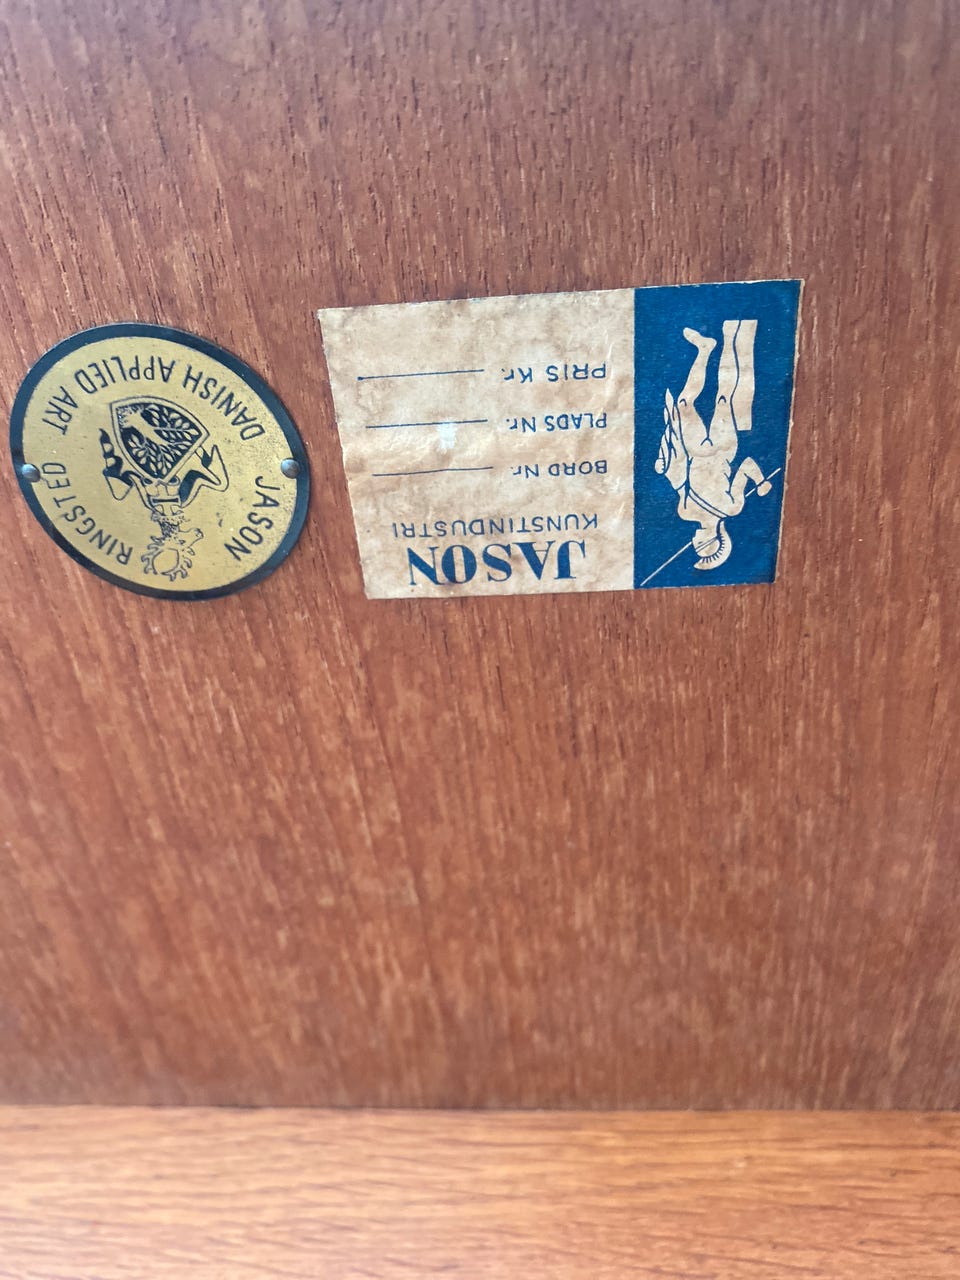 JASON
KUNSTINDUSTRI
BORD Nr.
PLADS Nr.
PRIS Kr.
JASON RINGSTED
DANISH APPLIED ART